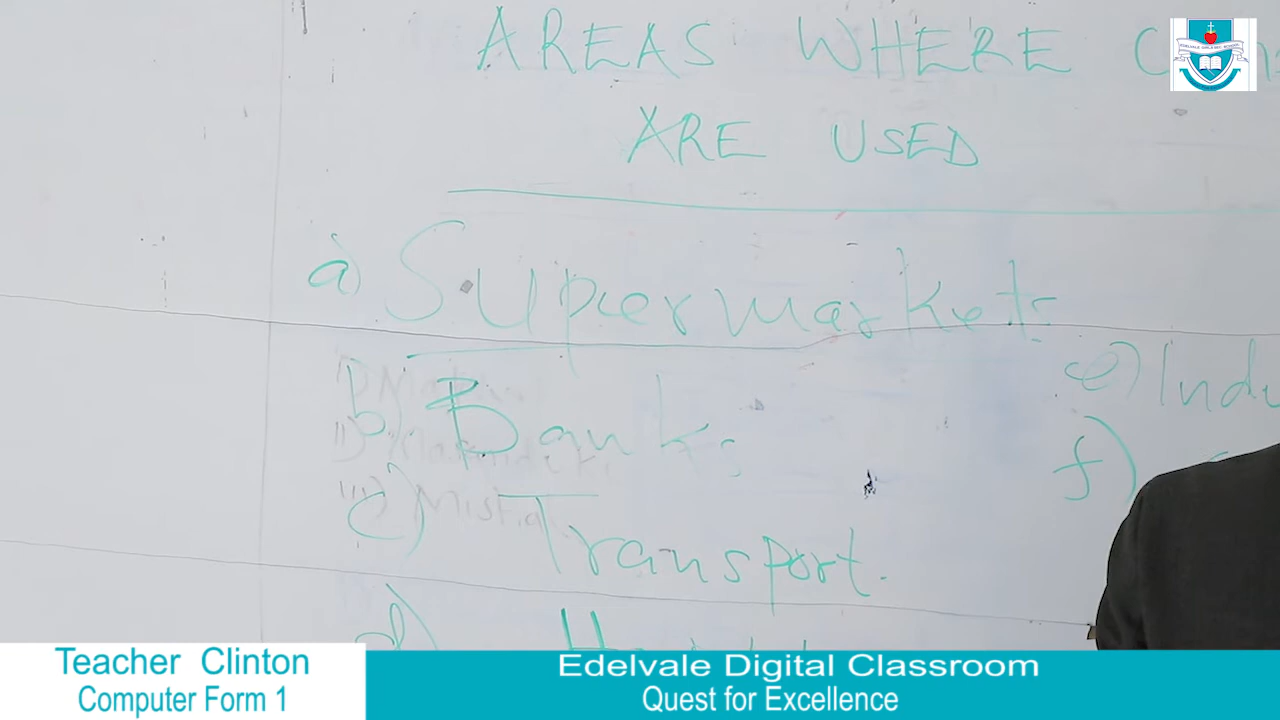 AREAS WHERE
ARE USED
a) Supermarkets
b) Banks
c) Transport.
d)
e) Indu
f)
Teacher Clinton
Computer Form 1
Edelvale Digital Classroom
Quest for Excellence